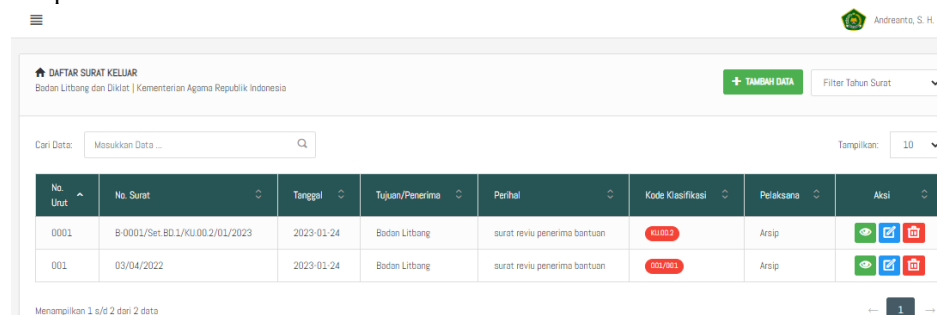 Andreanto, S. H.
DAFTAR SURAT KELUAR
Badan Litbang dan Diklat | Kementerian Agama Republik Indonesia
+ TAMBAH DATA
Filter Tahun Surat
Cari Data: Masukkan Data ...
Tampilkan: 10
No. Urut No. Surat Tanggal Tujuan/Penerima Perihal Kode Klasifikasi Pelaksana Aksi
0001 B-0001/Set.BD.1/KU.00.2/01/2023 2023-01-24 Badan Litbang surat reviu penerima bantuan KU.00.2 Arsip
001 03/04/2022 2023-01-24 Badan Litbang surat reviu penerima bantuan 001/001 Arsip
Menampilkan 1 s/d 2 dari 2 data
← 1 →